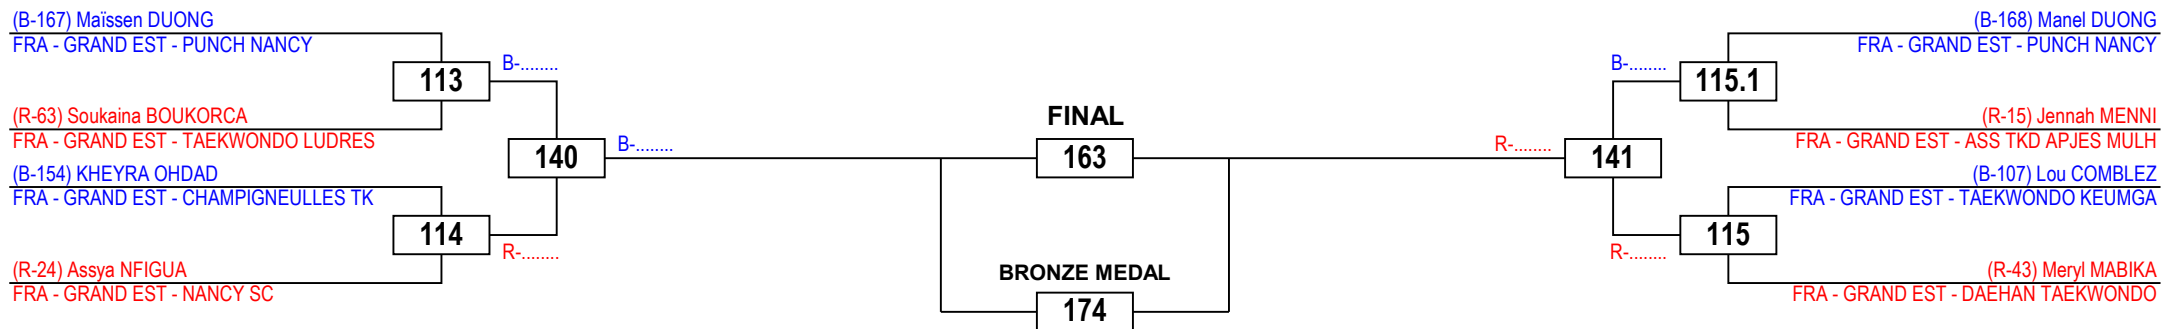 (B-167) Maïssen DUONG
FRA - GRAND EST - PUNCH NANCY
113
B-........
(R-63) Soukaina BOUKORCA
FRA - GRAND EST - TAEKWONDO LUDRES
140
B-........
(B-154) KHEYRA OHDAD
FRA - GRAND EST - CHAMPIGNEULLES TK
114
R-........
(R-24) Assya NFIGUA
FRA - GRAND EST - NANCY SC
FINAL
163
BRONZE MEDAL
174
(B-168) Manel DUONG
FRA - GRAND EST - PUNCH NANCY
B-........
115.1
(R-15) Jennah MENNI
FRA - GRAND EST - ASS TKD APJES MULH
R-........
141
(B-107) Lou COMBLEZ
FRA - GRAND EST - TAEKWONDO KEUMGA
R-........
115
(R-43) Meryl MABIKA
FRA - GRAND EST - DAEHAN TAEKWONDO